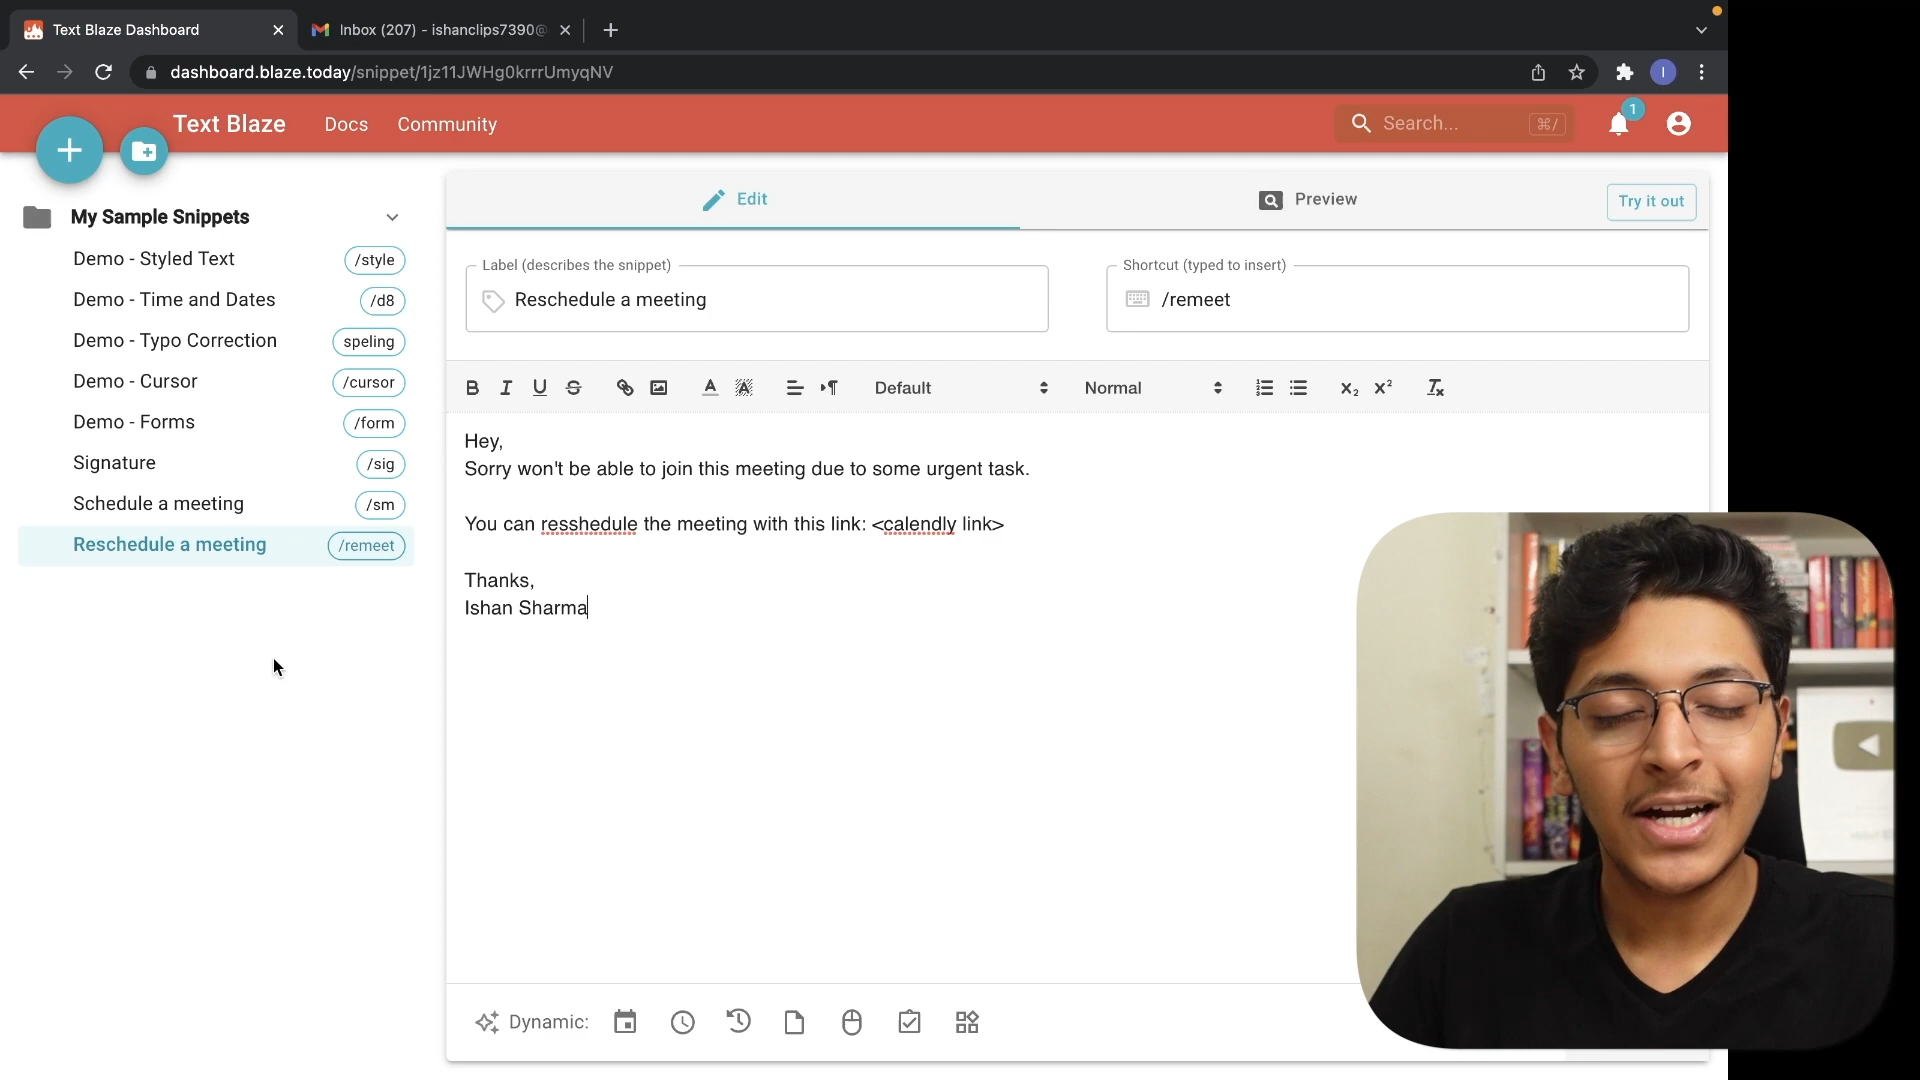 Text Blaze Dashboard
Inbox (207) - ishanclips7390@
dashboard.blaze.today/snippet/1jz11JWHg0krrrUmyqNV
I
Text Blaze
Docs
Community
Search...
⌘/
1
My Sample Snippets
Demo - Styled Text /style
Demo - Time and Dates /d8
Demo - Typo Correction speling
Demo - Cursor /cursor
Demo - Forms /form
Signature /sig
Schedule a meeting /sm
Reschedule a meeting /remeet
Edit
Preview
Try it out
Label (describes the snippet)
Reschedule a meeting
Shortcut (typed to insert)
/remeet
Default
Normal
Hey,
Sorry won't be able to join this meeting due to some urgent task.
You can resshedule the meeting with this link: <calendly link>
Thanks,
Ishan Sharma
Dynamic: